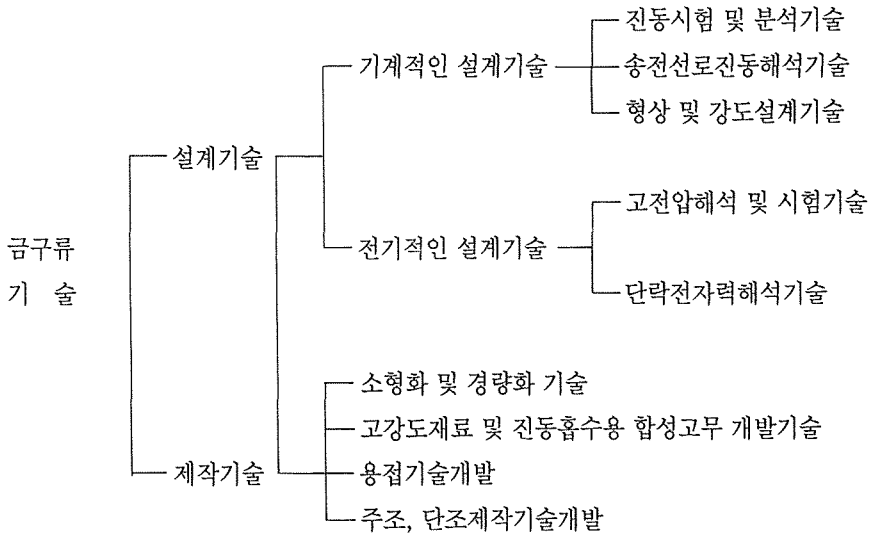 진동시험 및 분석기술
기계적인 설계기술
송전선로진동해석기술
형상 및 강도설계기술
설계기술
고전압해석 및 시험기술
금구류
기 술
전기적인 설계기술
단락전자력해석기술
소형화 및 경량화 기술
고강도재료 및 진동흡수용 합성고무 개발기술
제작기술
용접기술개발
주조, 단조제작기술개발